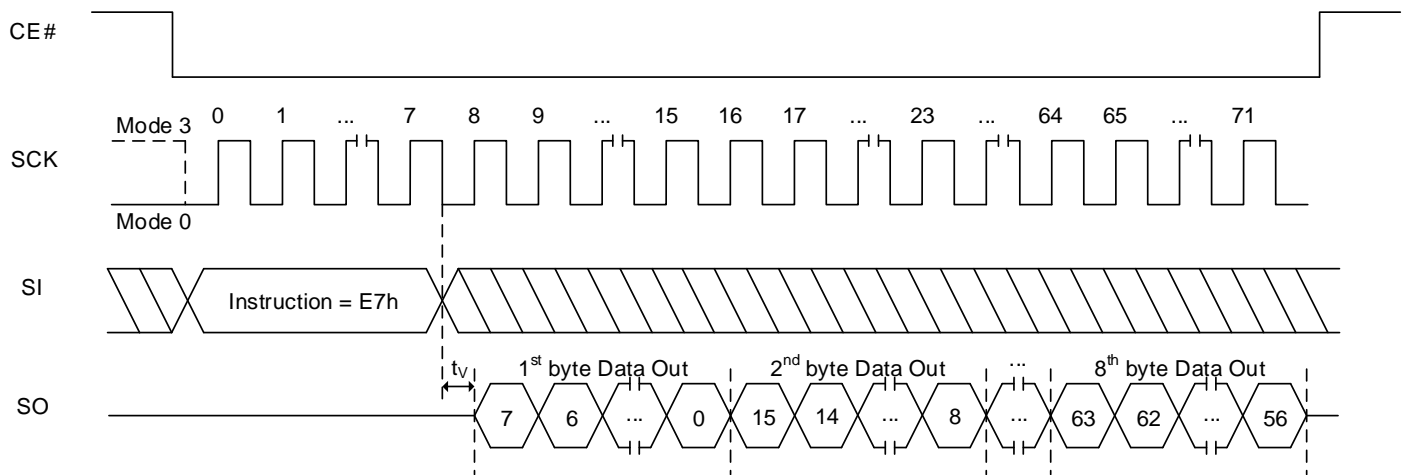 CE#
0 1 ... 7 8 9 ... 15 16 17 ... 23 ... 64 65 ... 71
Mode 3
SCK
Mode 0
SI
Instruction = E7h
tV 1st byte Data Out 2nd byte Data Out ... 8th byte Data Out
SO
7 6 ... 0 15 14 ... 8 ... 63 62 ... 56